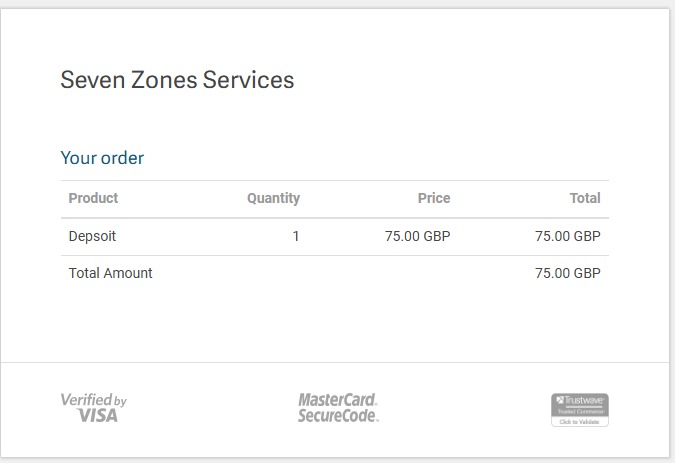 Seven Zones Services
Your order
Product Quantity Price Total
Depsoit 1 75.00 GBP 75.00 GBP
Total Amount 75.00 GBP
Verified by
VISA
MasterCard.
SecureCode.
Trustwave
Trusted Commerce
Click to Validate